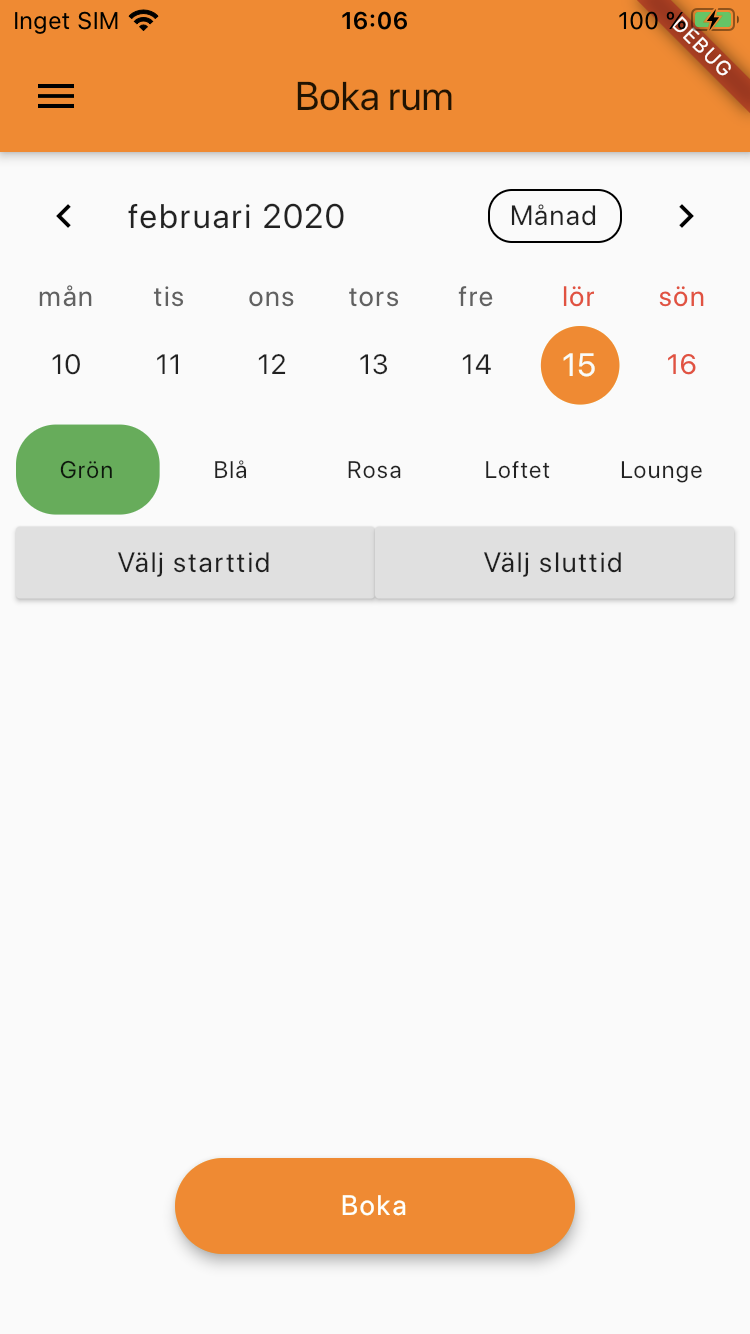 Inget SIM 16:06 100 %
DEBUG
Boka rum
februari 2020 Månad
mån tis ons tors fre lör sön
10 11 12 13 14 15 16
Grön Blå Rosa Loftet Lounge
Välj starttid Välj sluttid
Boka